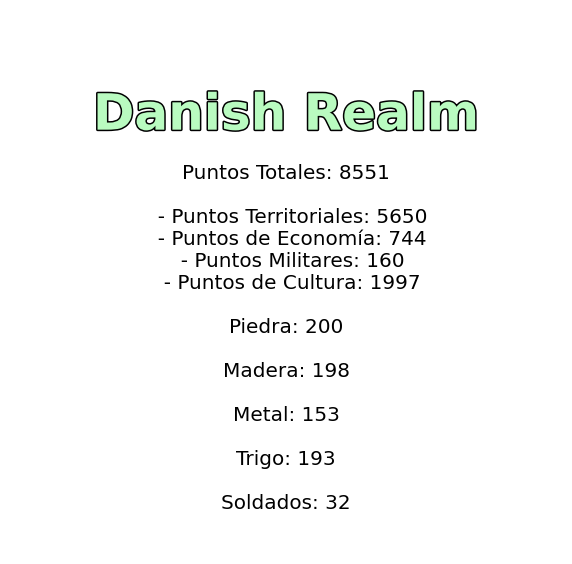 Danish Realm
Puntos Totales: 8551
- Puntos Territoriales: 5650
- Puntos de Economía: 744
- Puntos Militares: 160
- Puntos de Cultura: 1997
Piedra: 200
Madera: 198
Metal: 153
Trigo: 193
Soldados: 32